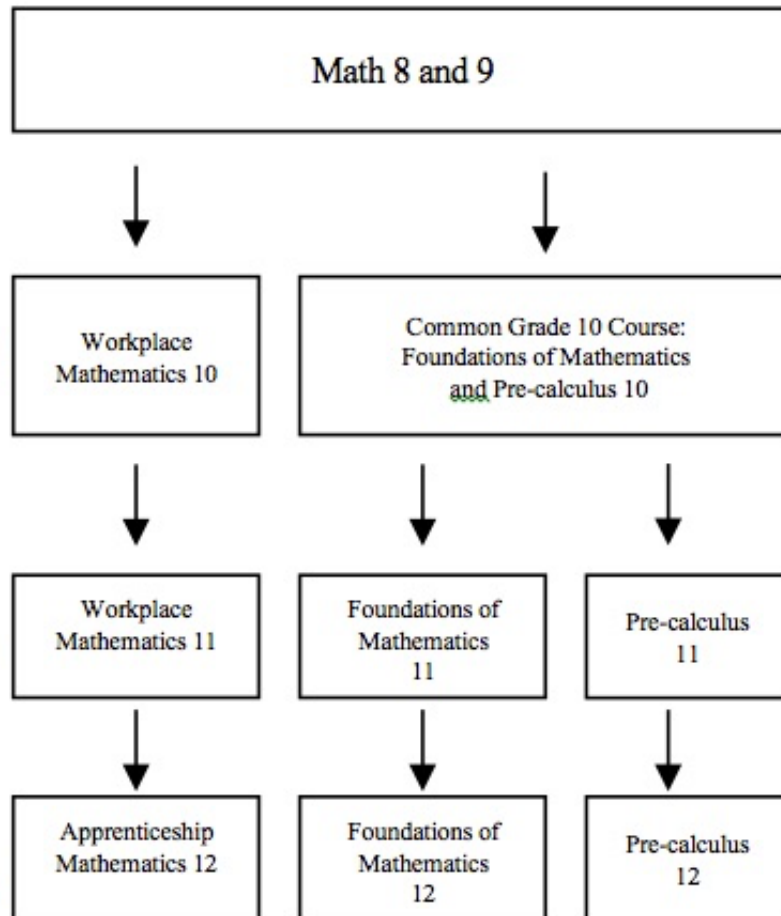 Math 8 and 9
Workplace
Mathematics 10
Common Grade 10 Course:
Foundations of Mathematics
and Pre-calculus 10
Workplace
Mathematics 11
Foundations of
Mathematics
11
Pre-calculus
11
Apprenticeship
Mathematics 12
Foundations of
Mathematics
12
Pre-calculus
12